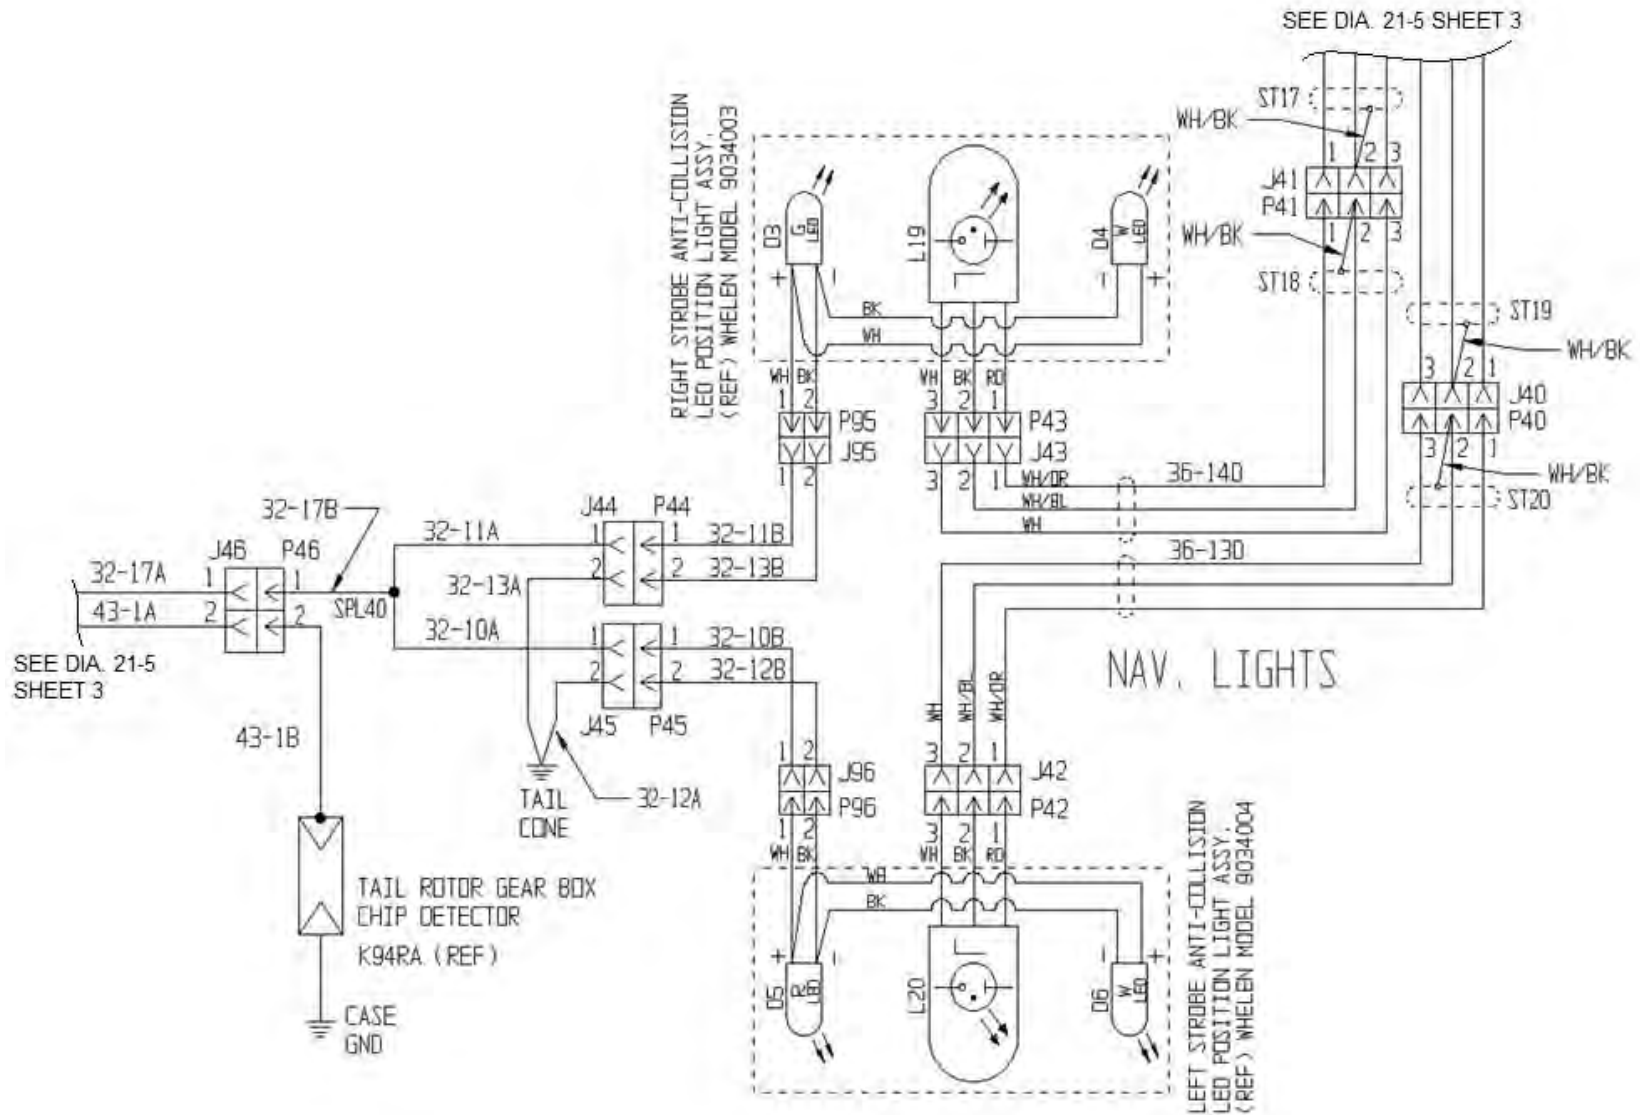 SEE DIA. 21-5 SHEET 3
ST17
WH/BK
1 2 3
J41
P41
1 2 3
WH/BK
ST18
ST19
WH/BK
3 2 1
J40
P40
3 2 1
WH/BK
ST20
RIGHT STROBE ANTI-COLLISION
LED POSITION LIGHT ASSY.
(REF) WHELEN MODEL 9034003
D3
G
LED
+ -
L19
D4
W
LED
- +
BK
WH
WH BK
1 2
P95
J95
1 2
WH BK RD
3 2 1
P43
J43
3 2 1
WH/OR
WH/BL
WH
36-140
36-130
32-17B
J46 P46
32-17A
1 1
43-1A
2 2
SPL40
SEE DIA. 21-5
SHEET 3
32-11A
J44 P44
1 1
32-11B
32-13A
2 2
32-13B
32-10A
1 1
32-10B
2 2
32-12B
J45 P45
TAIL
CONE
32-12A
43-1B
TAIL ROTOR GEAR BOX
CHIP DETECTOR
K94RA (REF)
CASE
GND
NAV. LIGHTS
WH
WH/BL
WH/OR
1 2
J96
P96
1 2
WH BK
3 2 1
J42
P42
3 2 1
WH BK RD
WH
BK
+ -
D5
R
LED
L20
- +
D6
W
LED
LEFT STROBE ANTI-COLLISION
LED POSITION LIGHT ASSY.
(REF) WHELEN MODEL 9034004